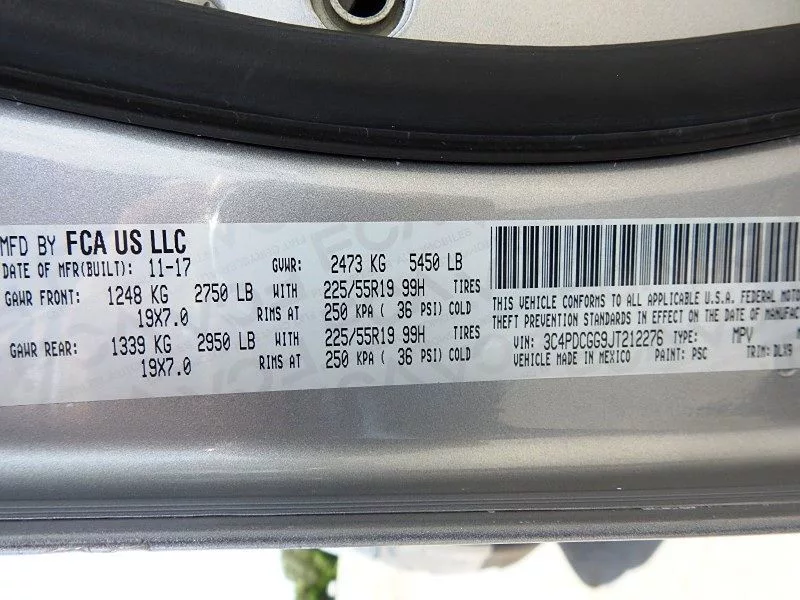 MFD BY FCA US LLC
DATE OF MFR(BUILT): 11-17 GVWR: 2473 KG 5450 LB
GAWR FRONT: 1248 KG 2750 LB WITH 225/55R19 99H TIRES
19X7.0 RIMS AT 250 KPA ( 36 PSI) COLD
GAWR REAR: 1339 KG 2950 LB WITH 225/55R19 99H TIRES
19X7.0 RIMS AT 250 KPA ( 36 PSI) COLD
THIS VEHICLE CONFORMS TO ALL APPLICABLE U.S.A. FEDERAL MOTO
THEFT PREVENTION STANDARDS IN EFFECT ON THE DATE OF MANUFAC
VIN: 3C4PDCGG9JT212276 TYPE: MPV
VEHICLE MADE IN MEXICO PAINT: PSC TRIM: DLX9